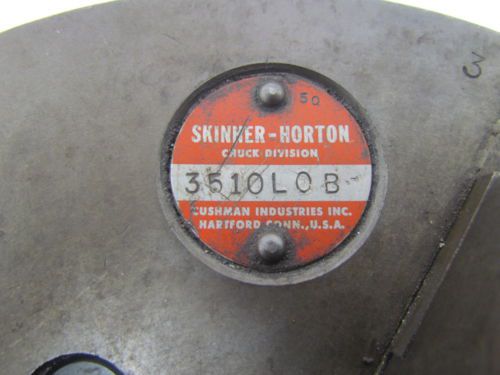 50
3
SKINNER-HORTON
CHUCK DIVISION
3510LOB
CUSHMAN INDUSTRIES INC.
HARTFORD CONN., U.S.A.